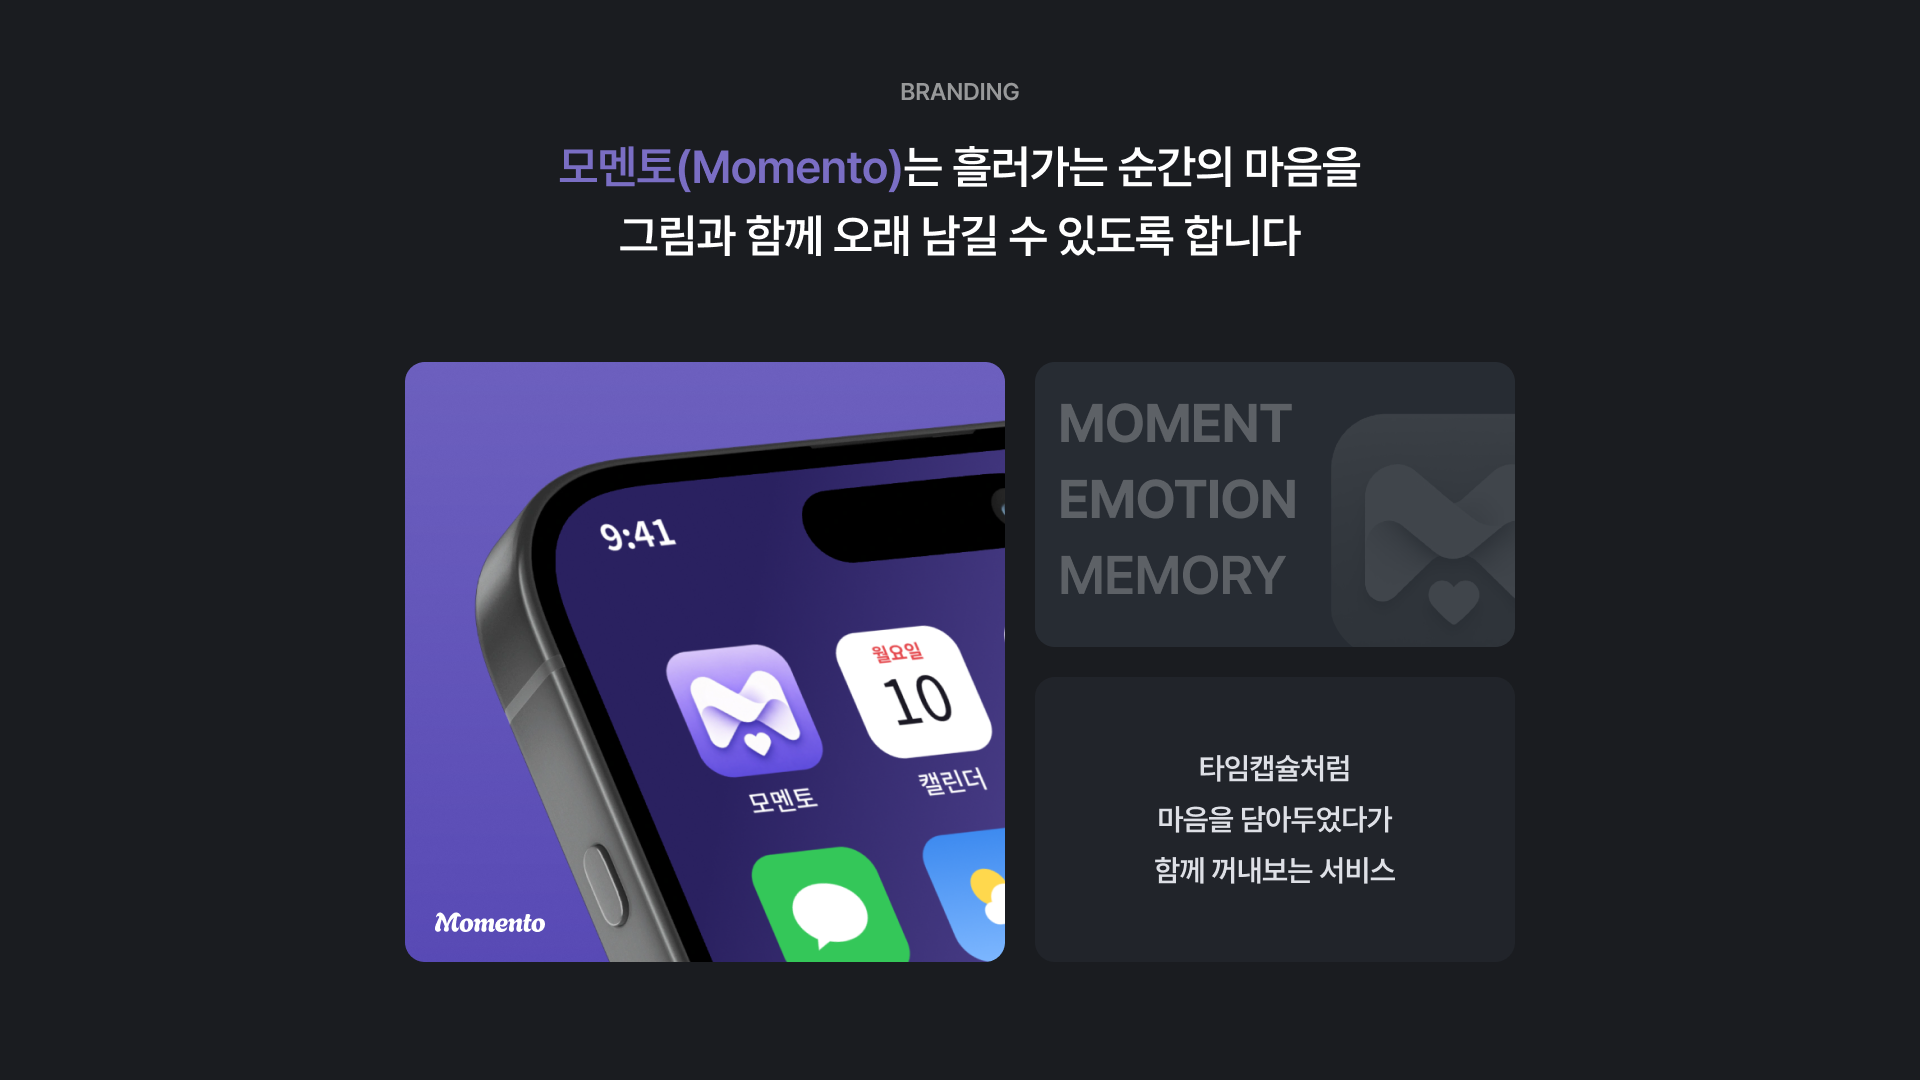 BRANDING
모멘토(Momento)는 흘러가는 순간의 마음을
그림과 함께 오래 남길 수 있도록 합니다
9:41
월요일
10
모멘토
캘린더
Momento
MOMENT
EMOTION
MEMORY
타임캡슐처럼
마음을 담아두었다가
함께 꺼내보는 서비스